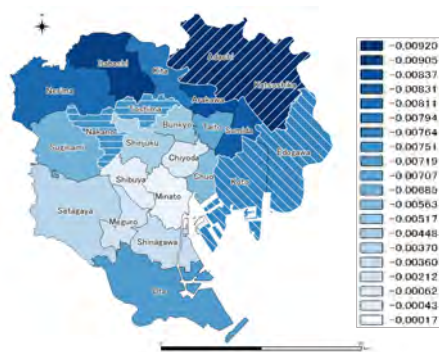 Itabashi
Kita
Adachi
Katsushika
Nerima
Arakawa
Toshima
Bunkyo
Taito
Sumida
Nakano
Shinjuku
Suginami
Edogawa
Chiyoda
Shibuya
Chuo
Koto
Minato
Setagaya
Meguro
Shinagawa
Ota
-0.00920
-0.00905
-0.00837
-0.00831
-0.00811
-0.00794
-0.00764
-0.00751
-0.00719
-0.00707
-0.00685
-0.00563
-0.00517
-0.00448
-0.00370
-0.00360
-0.00212
-0.00062
-0.00043
-0.00017